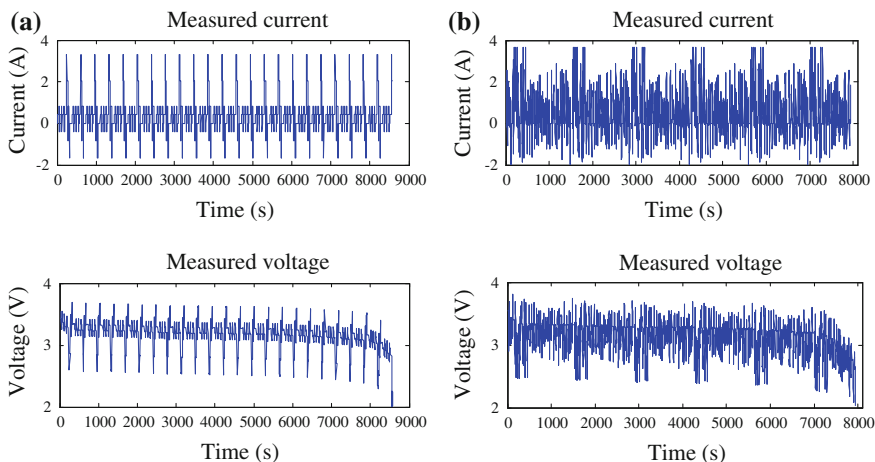 (a)
Measured current
Current (A)
4
2
0
-2
0 1000 2000 3000 4000 5000 6000 7000 8000 9000
Time (s)
Measured voltage
Voltage (V)
4
3
2
0 1000 2000 3000 4000 5000 6000 7000 8000 9000
Time (s)
(b)
Measured current
Current (A)
4
2
0
-2
0 1000 2000 3000 4000 5000 6000 7000 8000
Time (s)
Measured voltage
Voltage (V)
4
3
2
0 1000 2000 3000 4000 5000 6000 7000 8000
Time (s)